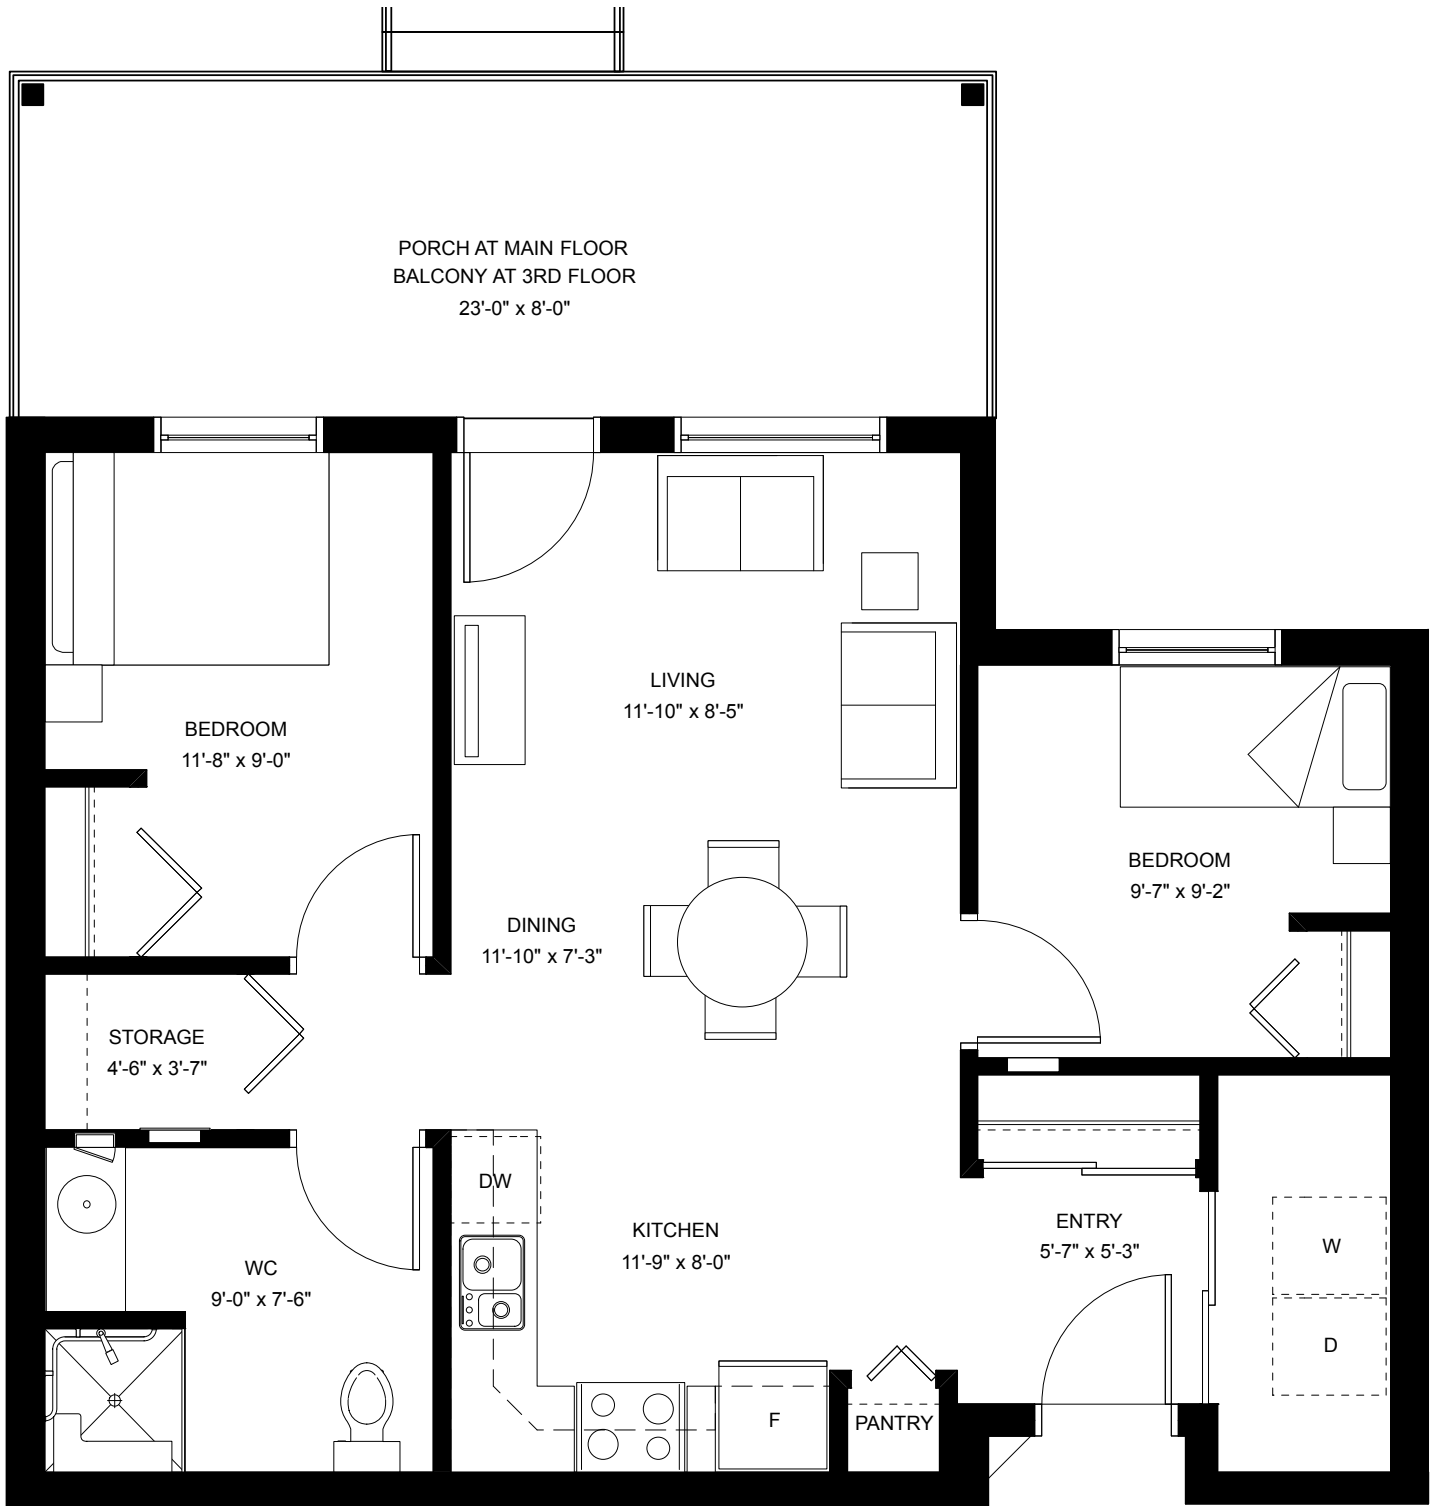 PORCH AT MAIN FLOOR
BALCONY AT 3RD FLOOR
23'-0" x 8'-0"
LIVING
11'-10" x 8'-5"
BEDROOM
11'-8" x 9'-0"
BEDROOM
9'-7" x 9'-2"
DINING
11'-10" x 7'-3"
STORAGE
4'-6" x 3'-7"
DW
KITCHEN
11'-9" x 8'-0"
ENTRY
5'-7" x 5'-3"
W
WC
9'-0" x 7'-6"
D
F
PANTRY